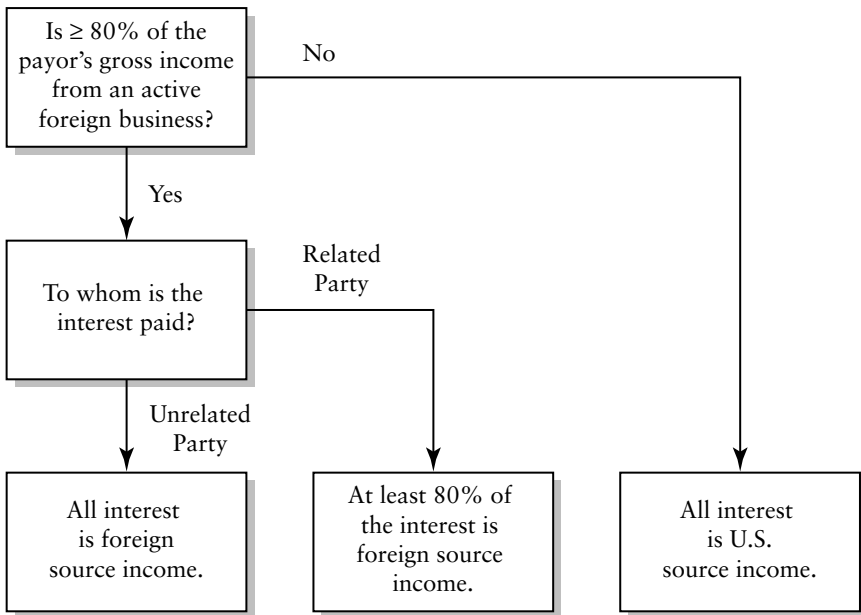 Is ≥ 80% of the
payor’s gross income
from an active
foreign business?
No
Yes
To whom is the
interest paid?
Related
Party
Unrelated
Party
All interest
is foreign
source income.
At least 80% of
the interest is
foreign source
income.
All interest
is U.S.
source income.